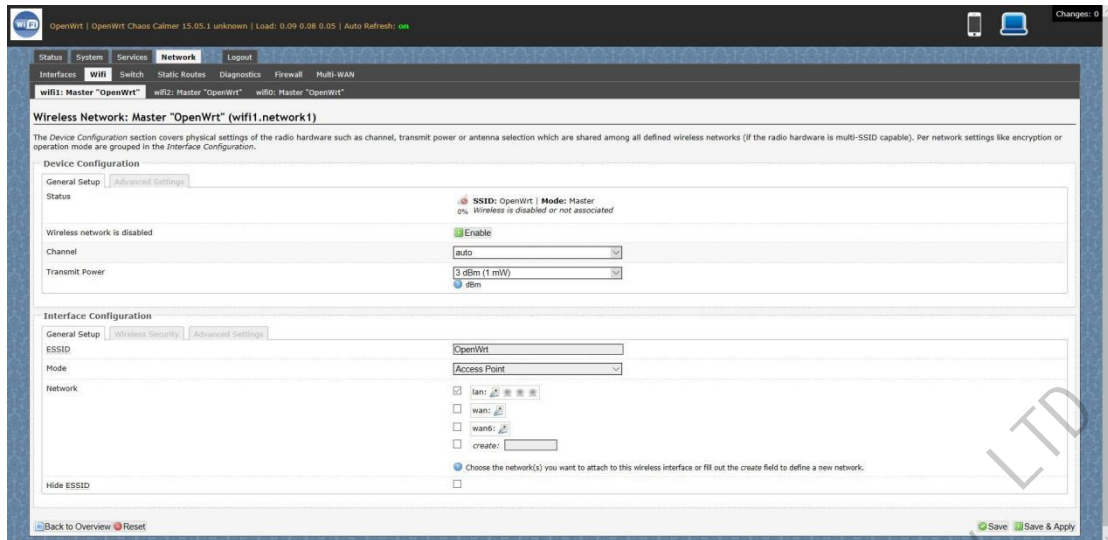 WiFi
OpenWrt | OpenWrt Chaos Calmer 15.05.1 unknown | Load: 0.09 0.08 0.05 | Auto Refresh: on
Changes: 0
Status System Services Network Logout
Interfaces Wifi Switch Static Routes Diagnostics Firewall Multi-WAN
wifi1: Master "OpenWrt" wifi2: Master "OpenWrt" wifi0: Master "OpenWrt"
Wireless Network: Master "OpenWrt" (wifi1.network1)
The Device Configuration section covers physical settings of the radio hardware such as channel, transmit power or antenna selection which are shared among all defined wireless networks (if the radio hardware is multi-SSID capable). Per network settings like encryption or
operation mode are grouped in the Interface Configuration.
Device Configuration
General Setup Advanced Settings
Status
SSID: OpenWrt | Mode: Master
0% Wireless is disabled or not associated
Wireless network is disabled Enable
Channel auto
Transmit Power 3 dBm (1 mW)
dBm
Interface Configuration
General Setup Wireless Security Advanced Settings
ESSID OpenWrt
Mode Access Point
Network lan:
wan:
wan6:
create:
Choose the network(s) you want to attach to this wireless interface or fill out the create field to define a new network.
Hide ESSID
Back to Overview Reset Save Save & Apply
LTD